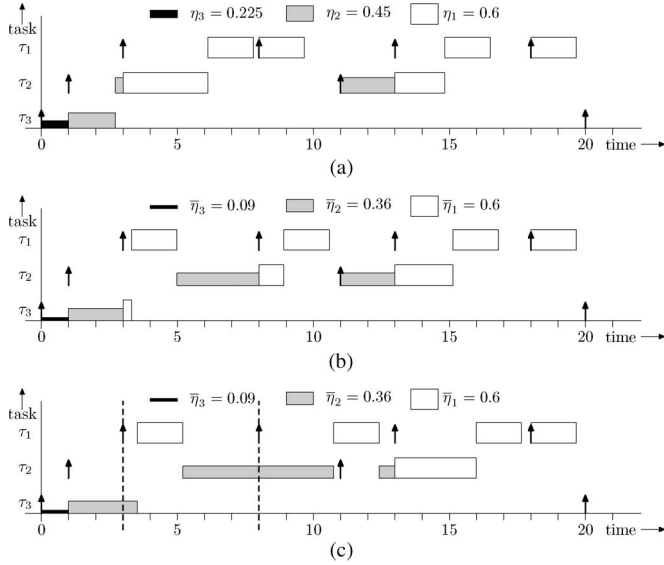 task η₃ = 0.225 η₂ = 0.45 η₁ = 0.6
τ₁
τ₂
τ₃
0 5 10 15 20 time
(a)
task η̅₃ = 0.09 η̅₂ = 0.36 η̅₁ = 0.6
τ₁
τ₂
τ₃
0 5 10 15 20 time
(b)
task η̅₃ = 0.09 η̅₂ = 0.36 η̅₁ = 0.6
τ₁
τ₂
τ₃
0 5 10 15 20 time
(c)